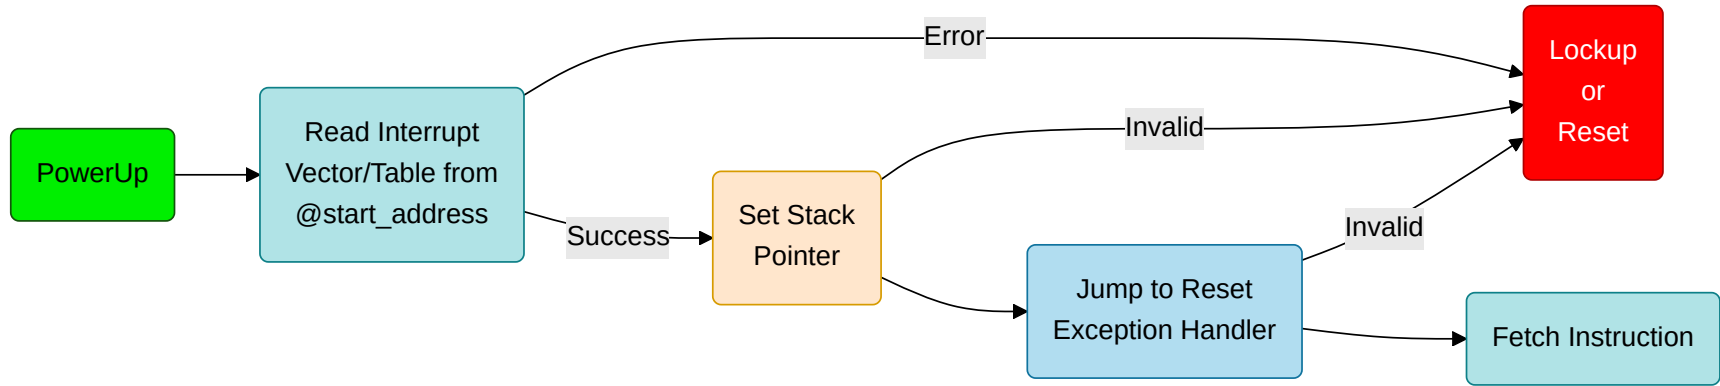 PowerUp
Read Interrupt
Vector/Table from
@start_address
Error
Success
Set Stack
Pointer
Invalid
Jump to Reset
Exception Handler
Invalid
Lockup
or
Reset
Fetch Instruction